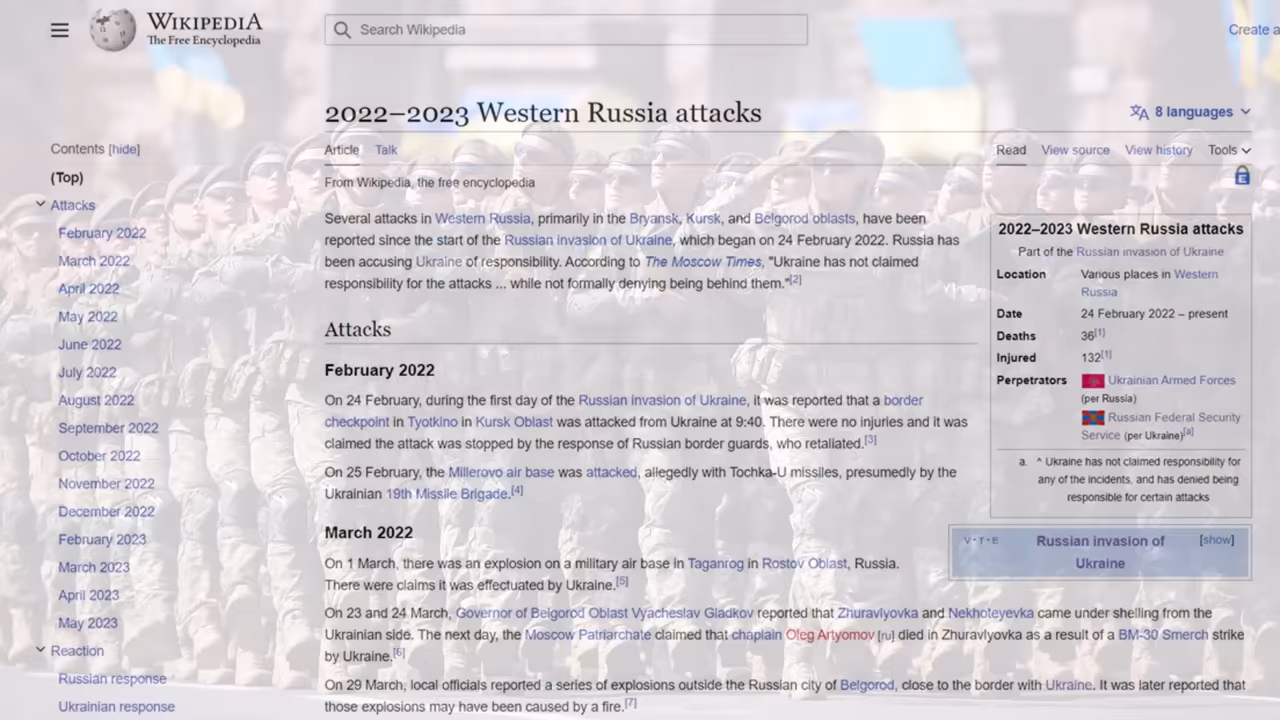 WIKIPEDIA
The Free Encyclopedia
Search Wikipedia
Create a
2022–2023 Western Russia attacks
8 languages
Contents [hide]
Article Talk
Read View source View history Tools
(Top)
Attacks
February 2022
March 2022
April 2022
May 2022
June 2022
July 2022
August 2022
September 2022
October 2022
November 2022
December 2022
February 2023
March 2023
April 2023
May 2023
Reaction
Russian response
Ukrainian response
From Wikipedia, the free encyclopedia
Several attacks in Western Russia, primarily in the Bryansk, Kursk, and Belgorod oblasts, have been
reported since the start of the Russian invasion of Ukraine, which began on 24 February 2022. Russia has
been accusing Ukraine of responsibility. According to The Moscow Times, "Ukraine has not claimed
responsibility for the attacks ... while not formally denying being behind them."[2]
Attacks
February 2022
On 24 February, during the first day of the Russian invasion of Ukraine, it was reported that a border
checkpoint in Tyotkino in Kursk Oblast was attacked from Ukraine at 9:40. There were no injuries and it was
claimed the attack was stopped by the response of Russian border guards, who retaliated.[3]
On 25 February, the Millerovo air base was attacked, allegedly with Tochka-U missiles, presumedly by the
Ukrainian 19th Missile Brigade.[4]
March 2022
On 1 March, there was an explosion on a military air base in Taganrog in Rostov Oblast, Russia.
There were claims it was effectuated by Ukraine.[5]
On 23 and 24 March, Governor of Belgorod Oblast Vyacheslav Gladkov reported that Zhuravlyovka and Nekhoteyevka came under shelling from the
Ukrainian side. The next day, the Moscow Patriarchate claimed that chaplain Oleg Artyomov [ru] died in Zhuravlyovka as a result of a BM-30 Smerch strike
by Ukraine.[6]
On 29 March, local officials reported a series of explosions outside the Russian city of Belgorod, close to the border with Ukraine. It was later reported that
those explosions may have been caused by a fire.[7]
2022–2023 Western Russia attacks
Part of the Russian invasion of Ukraine
Location Various places in Western
Russia
Date 24 February 2022 – present
Deaths 36[1]
Injured 132[1]
Perpetrators Ukrainian Armed Forces
(per Russia)
Russian Federal Security
Service (per Ukraine)[a]
a. ^ Ukraine has not claimed responsibility for
any of the incidents, and has denied being
responsible for certain attacks
V·T·E Russian invasion of [show]
Ukraine